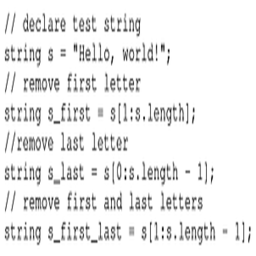 // declare test string
string s = "Hello, world!";
// remove first letter
string s_first = s[1:s.length];
//remove last letter
string s_last = s[0:s.length - 1);
// remove first and last letters
string s_first_last = s[1:s.length - 1];